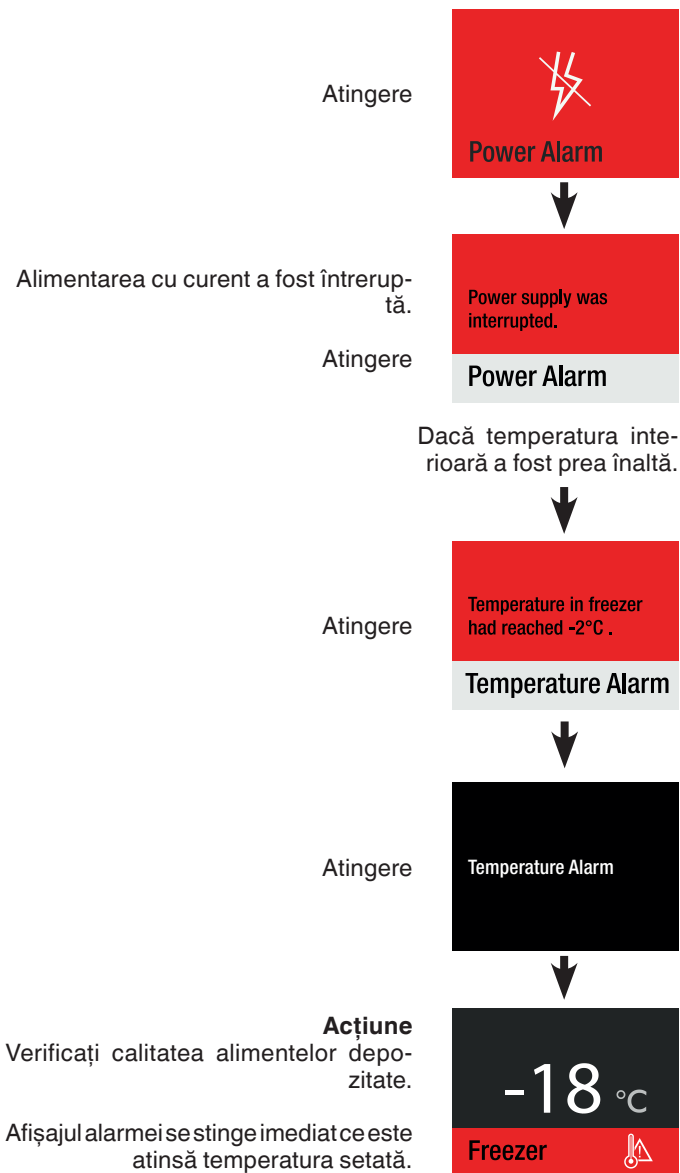 Atingere
Power Alarm
Alimentarea cu curent a fost întrerup-
tă.
Power supply was
interrupted.
Atingere
Power Alarm
Dacă temperatura inte-
rioară a fost prea înaltă.
Temperature in freezer
had reached -2°C .
Atingere
Temperature Alarm
Atingere
Temperature Alarm
Acțiune
Verificați calitatea alimentelor depo-
zitate.
-18 °C
Afișajul alarmei se stinge imediat ce este
atinsă temperatura setată.
Freezer